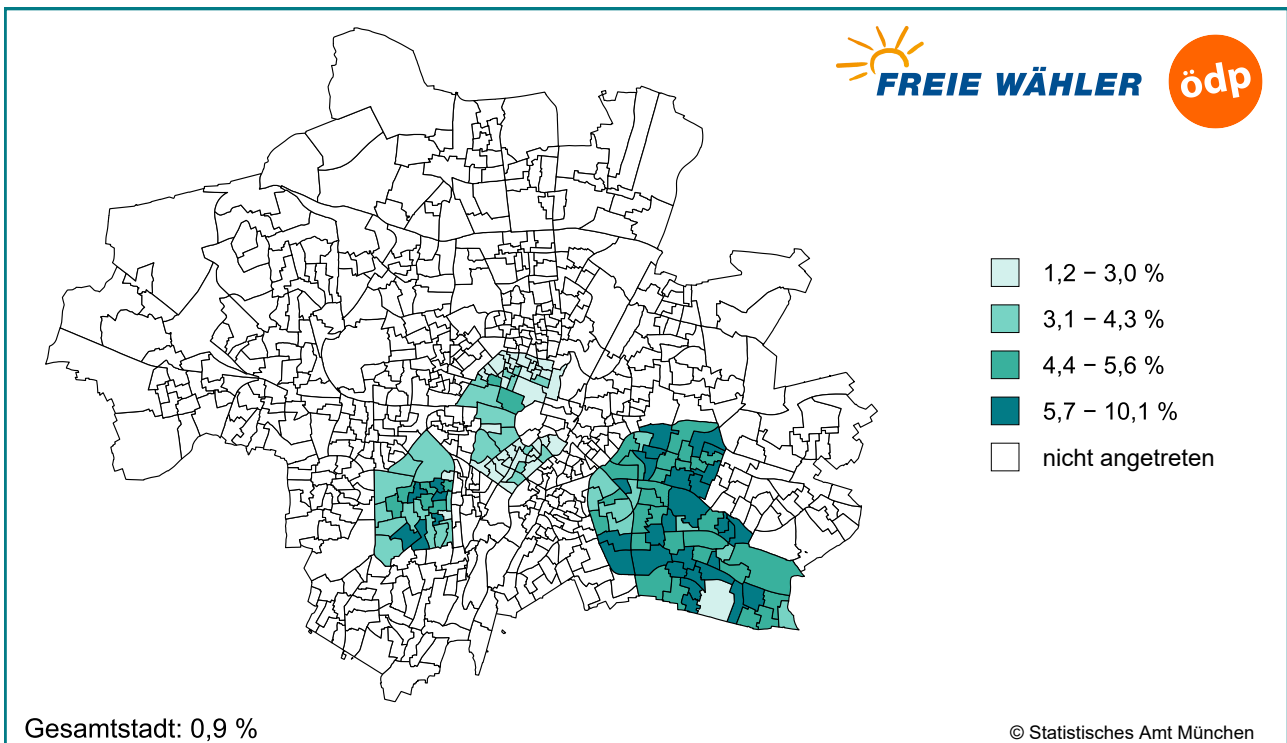 FREIE WÄHLER
ödp
1,2 – 3,0 %
3,1 – 4,3 %
4,4 – 5,6 %
5,7 – 10,1 %
nicht angetreten
Gesamtstadt: 0,9 %
© Statistisches Amt München